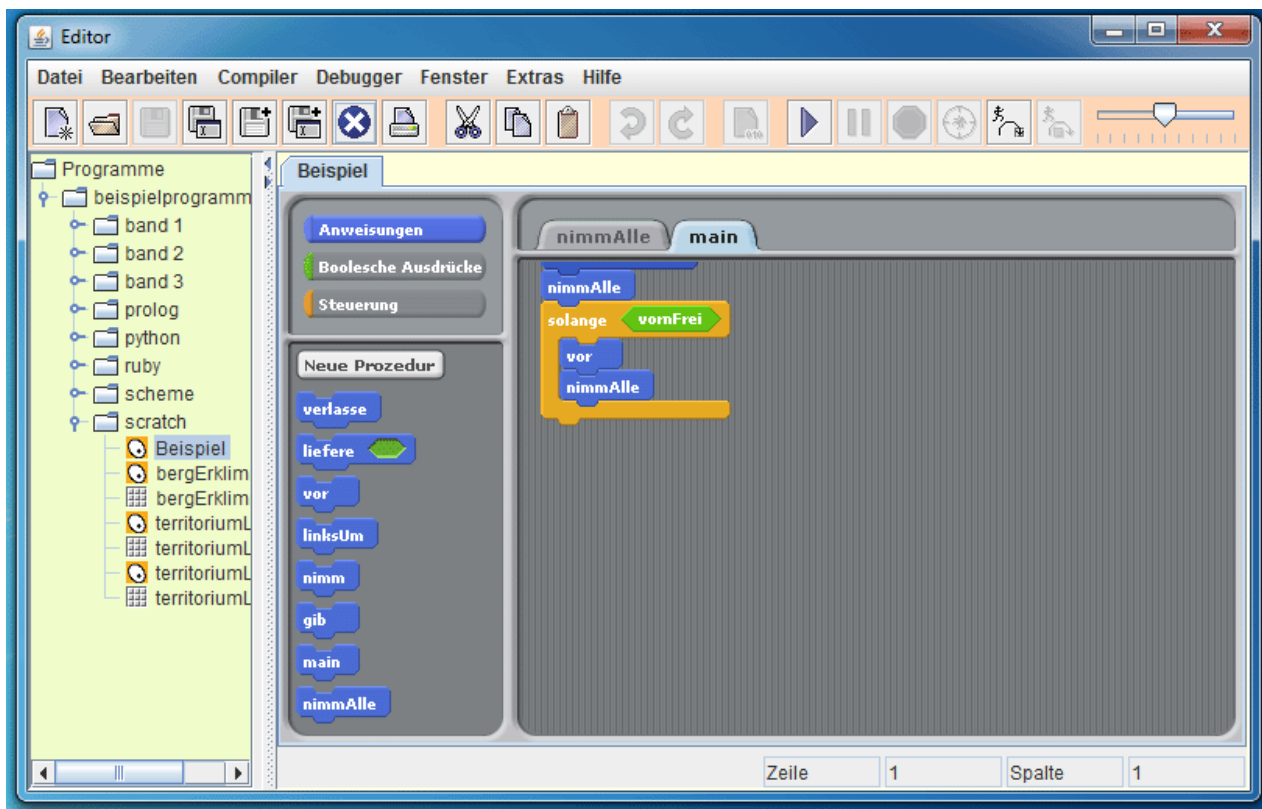 Editor
Datei Bearbeiten Compiler Debugger Fenster Extras Hilfe
Programme
beispielprogramm
band 1
band 2
band 3
prolog
python
ruby
scheme
scratch
Beispiel
bergErklim
bergErklim
territoriumL
territoriumL
territoriumL
territoriumL
Beispiel
Anweisungen
Boolesche Ausdrücke
Steuerung
Neue Prozedur
verlasse
liefere
vor
linksUm
nimm
gib
main
nimmAlle
nimmAlle main
nimmAlle
solange vornFrei
vor
nimmAlle
Zeile 1 Spalte 1